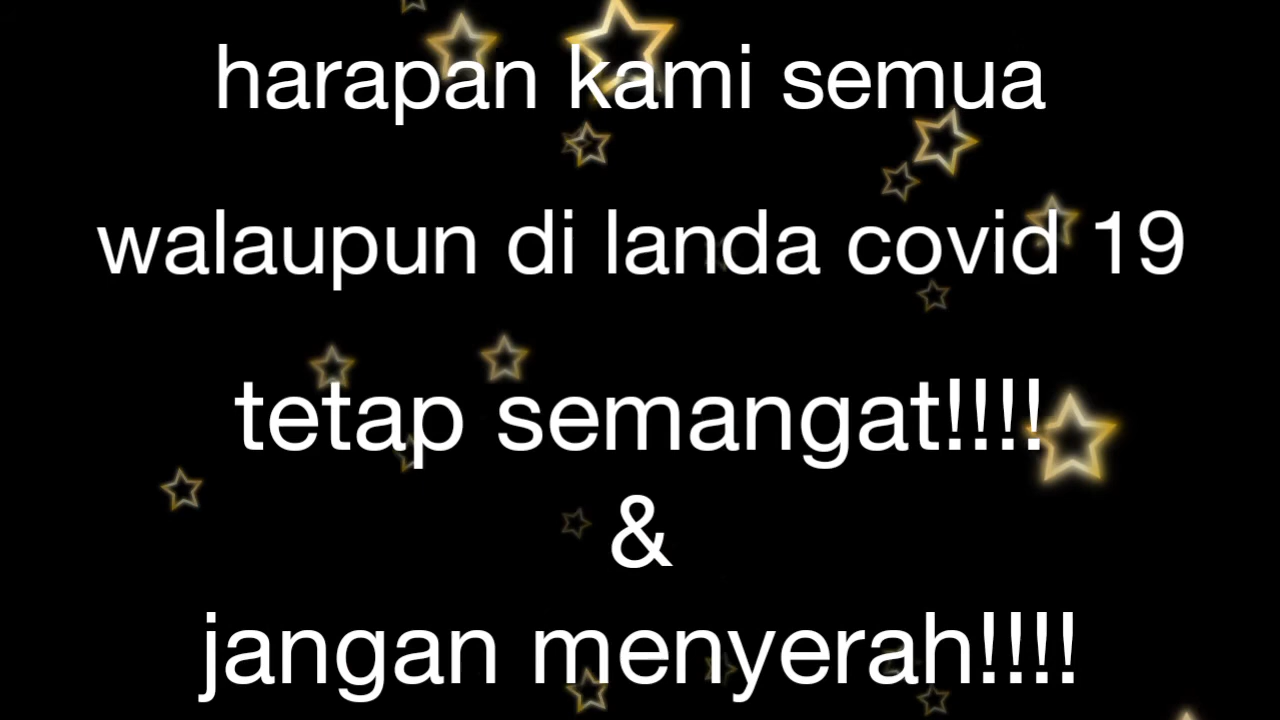 harapan kami semua
walaupun di landa covid 19
tetap semangat!!!!
&
jangan menyerah!!!!